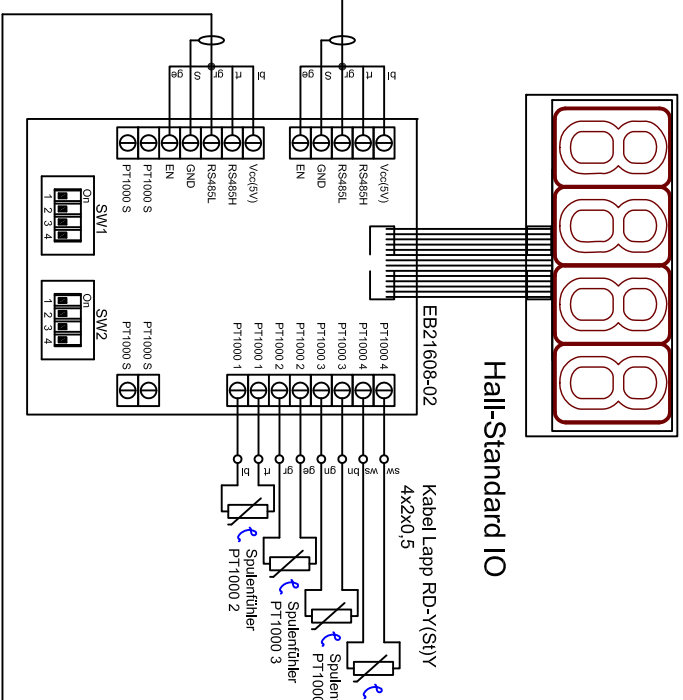 bl
rt
gr
S
ge
bl
rt
gr
S
ge
Vcc(5V)
RS485H
RS485L
GND
EN
PT1000 S
PT1000 S
Vcc(5V)
RS485H
RS485L
GND
EN
SW1
On
1 2 3 4
SW2
On
1 2 3 4
PT1000 S
PT1000 S
PT1000 4
PT1000 4
PT1000 3
PT1000 3
PT1000 2
PT1000 2
PT1000 1
PT1000 1
EB21608-02
Hall-Standard IO
Kabel Lapp RD-Y(St)Y
4x2x0,5
sw
ws
bn
gn
ge
gr
rt
bl
Spulenfühler
PT1000 2
Spulenfühler
PT1000 3
Spulen
PT1000